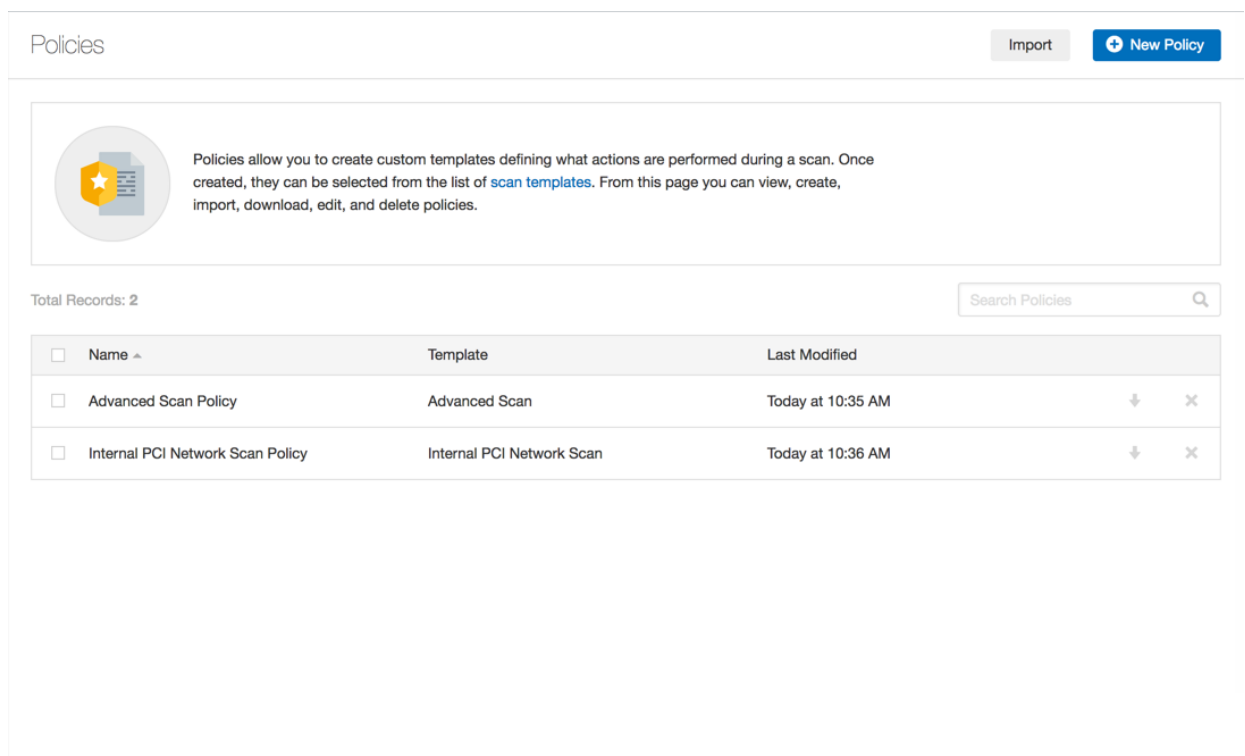 Policies
Import
New Policy
Policies allow you to create custom templates defining what actions are performed during a scan. Once
created, they can be selected from the list of scan templates. From this page you can view, create,
import, download, edit, and delete policies.
Total Records: 2
Search Policies
Name Template Last Modified
Advanced Scan Policy Advanced Scan Today at 10:35 AM
Internal PCI Network Scan Policy Internal PCI Network Scan Today at 10:36 AM